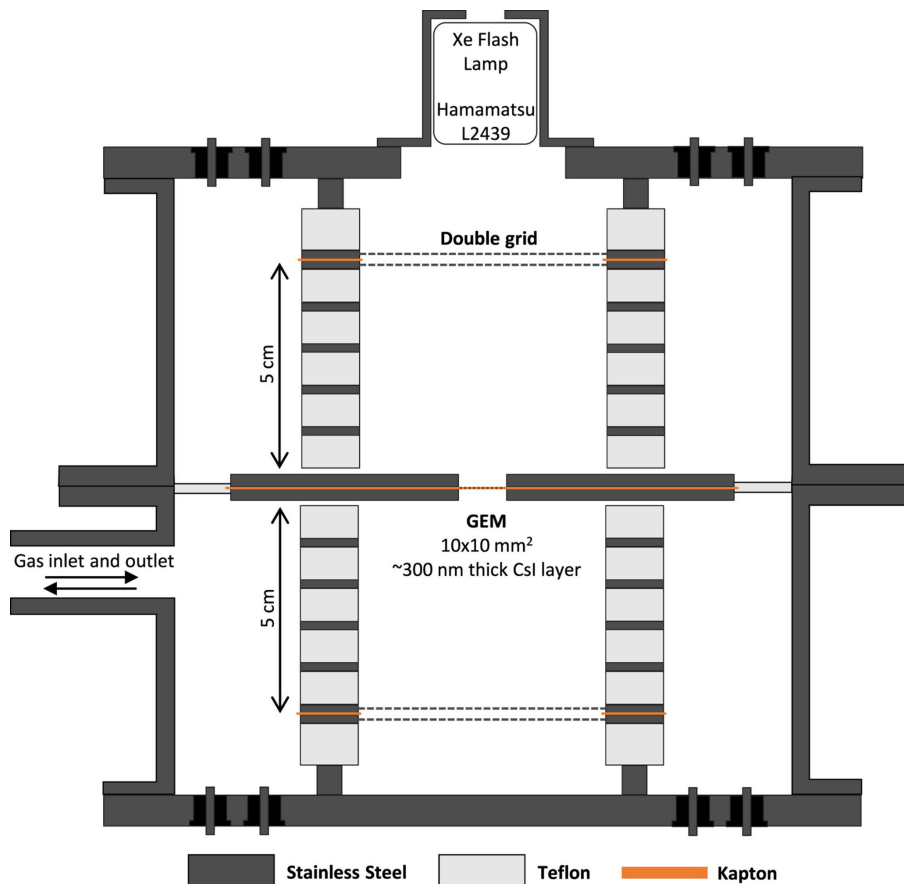 Xe Flash
Lamp
Hamamatsu
L2439
Double grid
5 cm
GEM
10x10 mm²
~300 nm thick CsI layer
Gas inlet and outlet
5 cm
Stainless Steel
Teflon
Kapton